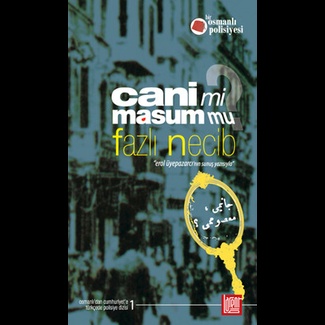 bir
osmanlı
polisiyesi
cani mi
masum mu
?
fazlı necib
"erol üyepazarcı'nın sunuş yazısıyla"
جانی می ،
معصوم می ؟
osmanlı'dan cumhuriyet'e
türkçede polisiye dizisi 1